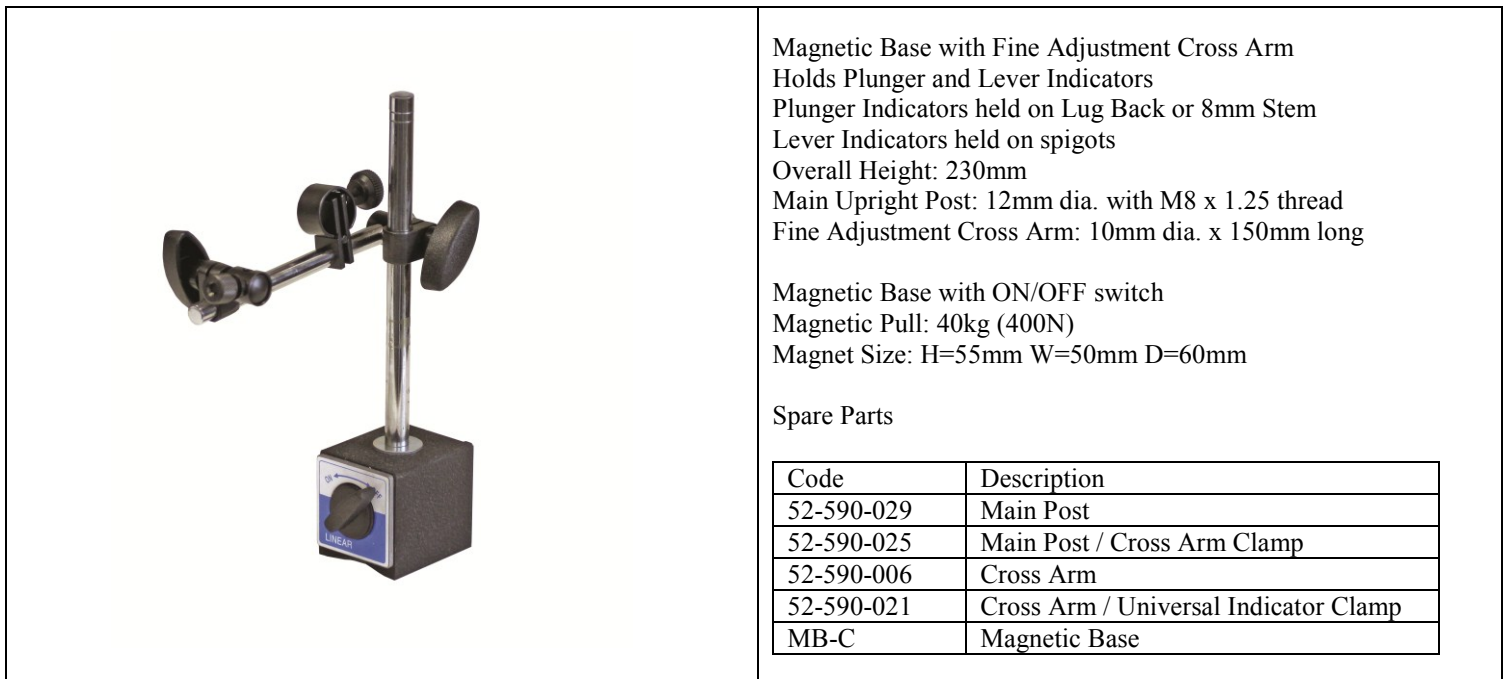 ON
OFF
LINEAR
Magnetic Base with Fine Adjustment Cross Arm
Holds Plunger and Lever Indicators
Plunger Indicators held on Lug Back or 8mm Stem
Lever Indicators held on spigots
Overall Height: 230mm
Main Upright Post: 12mm dia. with M8 x 1.25 thread
Fine Adjustment Cross Arm: 10mm dia. x 150mm long
Magnetic Base with ON/OFF switch
Magnetic Pull: 40kg (400N)
Magnet Size: H=55mm W=50mm D=60mm
Spare Parts
Code Description
52-590-029 Main Post
52-590-025 Main Post / Cross Arm Clamp
52-590-006 Cross Arm
52-590-021 Cross Arm / Universal Indicator Clamp
MB-C Magnetic Base